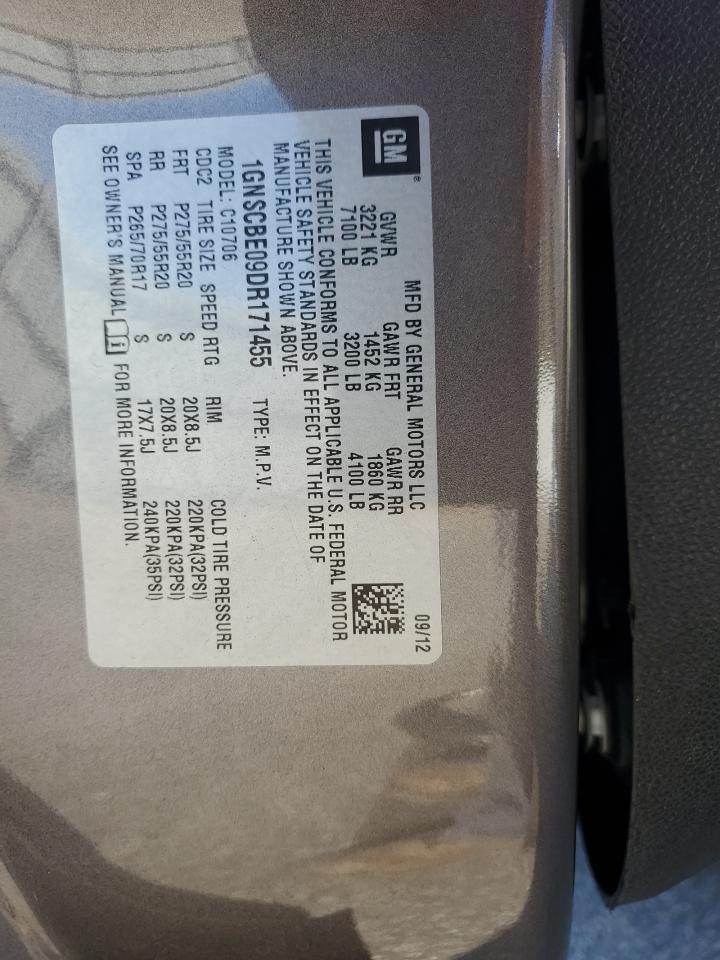 GM®
MFD BY GENERAL MOTORS LLC 09/12
GVWR GAWR FRT GAWR RR
3221 KG 1452 KG 1860 KG
7100 LB 3200 LB 4100 LB
THIS VEHICLE CONFORMS TO ALL APPLICABLE U.S. FEDERAL MOTOR
VEHICLE SAFETY STANDARDS IN EFFECT ON THE DATE OF
MANUFACTURE SHOWN ABOVE.
1GNSCBE09DR171455 TYPE: M.P.V.
MODEL: C10706
CDC2 TIRE SIZE SPEED RTG RIM COLD TIRE PRESSURE
FRT P275/55R20 S 20X8.5J 220KPA(32PSI)
RR P275/55R20 S 20X8.5J 220KPA(32PSI)
SPA P265/70R17 S 17X7.5J 240KPA(35PSI)
SEE OWNER'S MANUAL i FOR MORE INFORMATION.